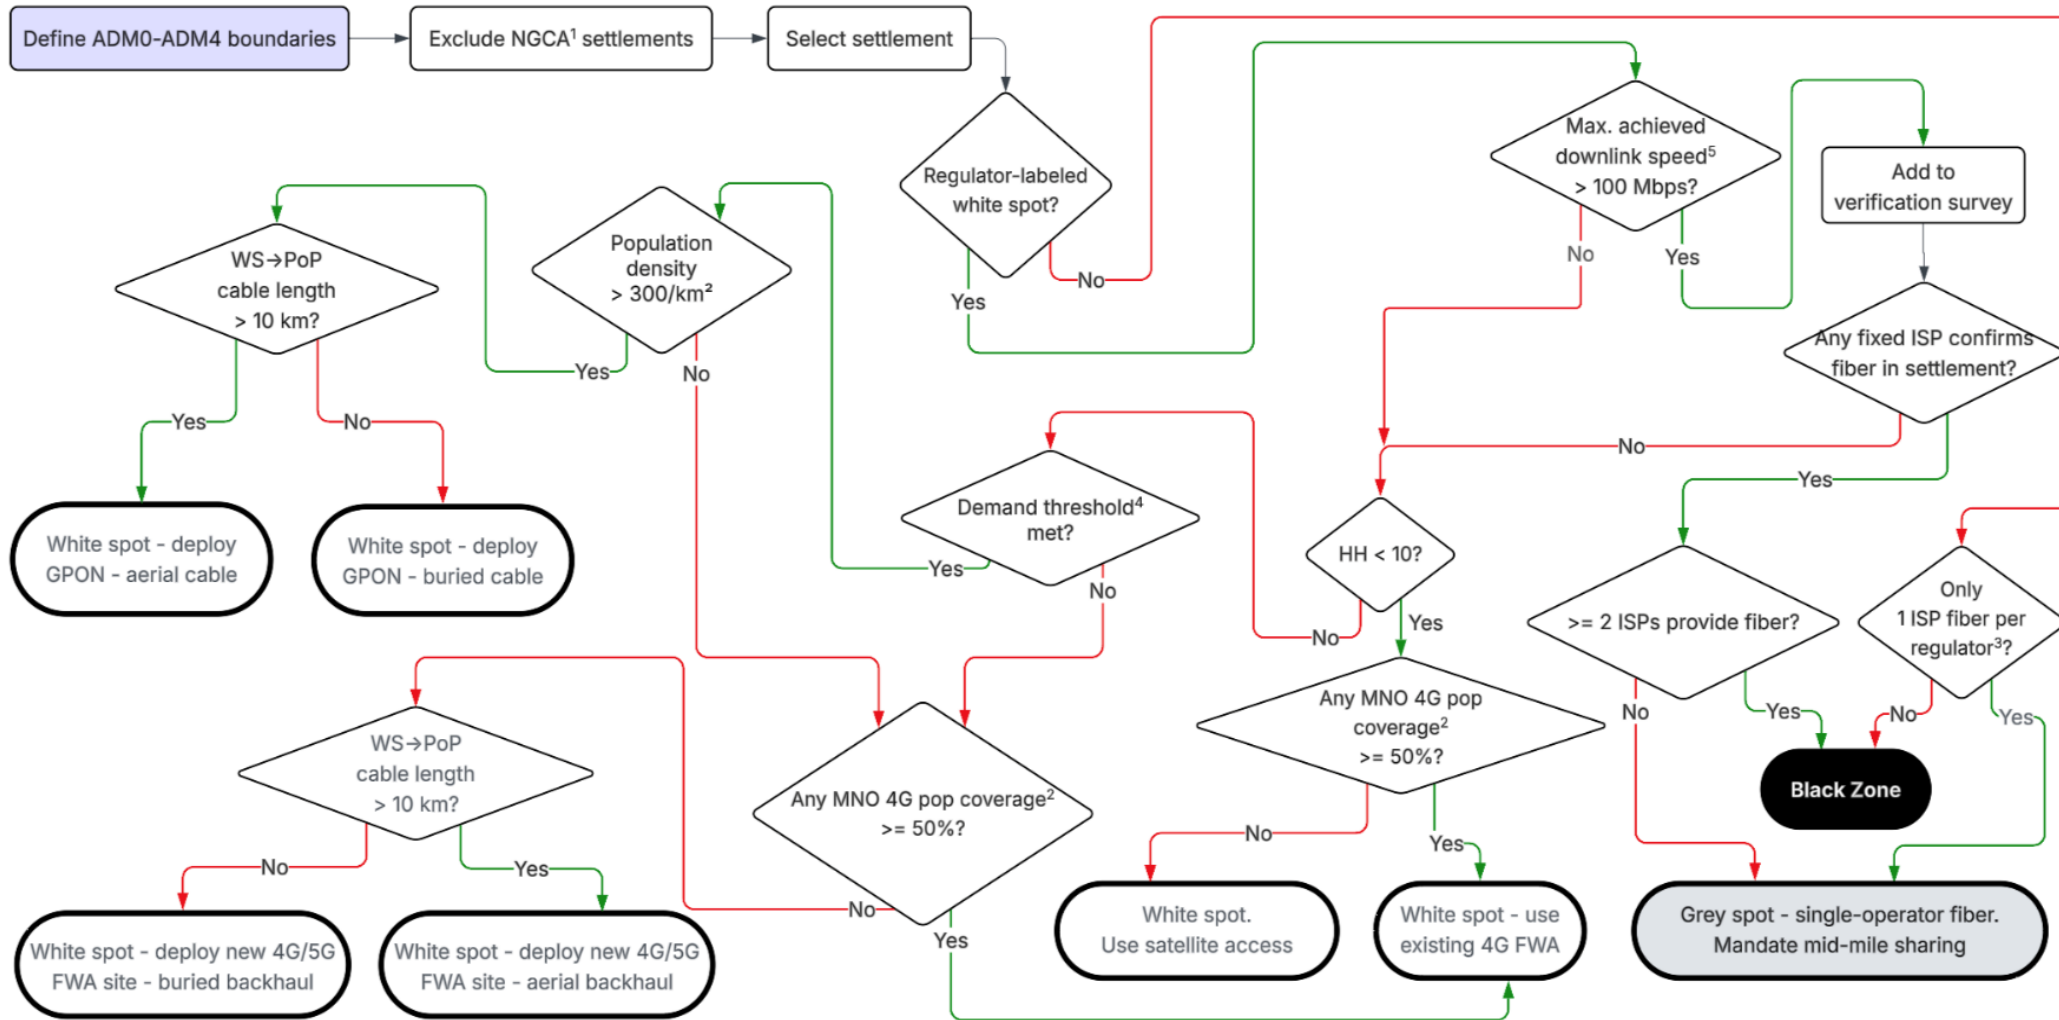 Define ADM0-ADM4 boundaries
Exclude NGCA¹ settlements
Select settlement
Regulator-labeled
white spot?
No
Yes
Max. achieved
downlink speed⁵
> 100 Mbps?
No
Yes
Add to
verification survey
Any fixed ISP confirms
fiber in settlement?
No
Yes
WS→PoP
cable length
> 10 km?
Yes
No
Population
density
> 300/km²
Yes
No
White spot - deploy
GPON - aerial cable
White spot - deploy
GPON - buried cable
Demand threshold⁴
met?
Yes
No
HH < 10?
No
Yes
>= 2 ISPs provide fiber?
No
Yes
Only
1 ISP fiber per
regulator³?
No
Yes
Black Zone
WS→PoP
cable length
> 10 km?
No
Yes
Any MNO 4G pop coverage²
>= 50%?
No
Yes
Any MNO 4G pop
coverage²
>= 50%?
No
Yes
White spot - deploy new 4G/5G
FWA site - buried backhaul
White spot - deploy new 4G/5G
FWA site - aerial backhaul
White spot.
Use satellite access
White spot - use
existing 4G FWA
Grey spot - single-operator fiber.
Mandate mid-mile sharing